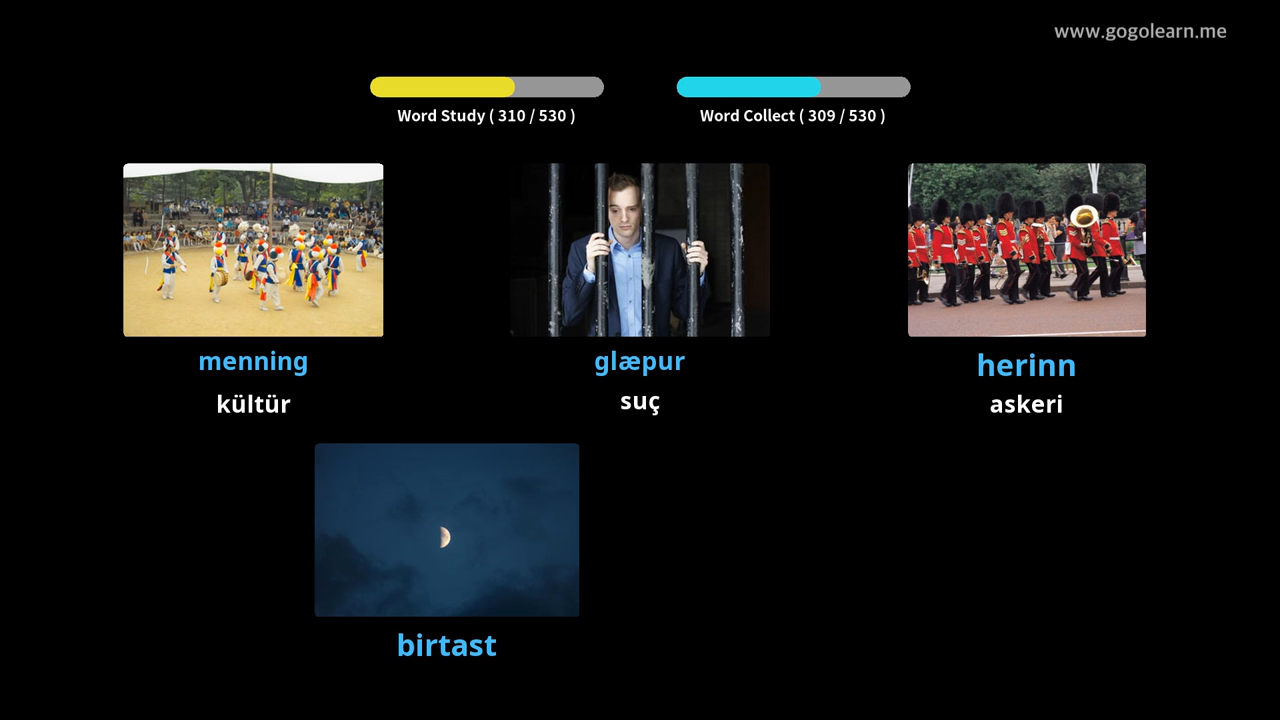 www.gogolearn.me
Word Study ( 310 / 530 )
Word Collect ( 309 / 530 )
menning
glæpur
herinn
kültür
suç
askeri
birtast